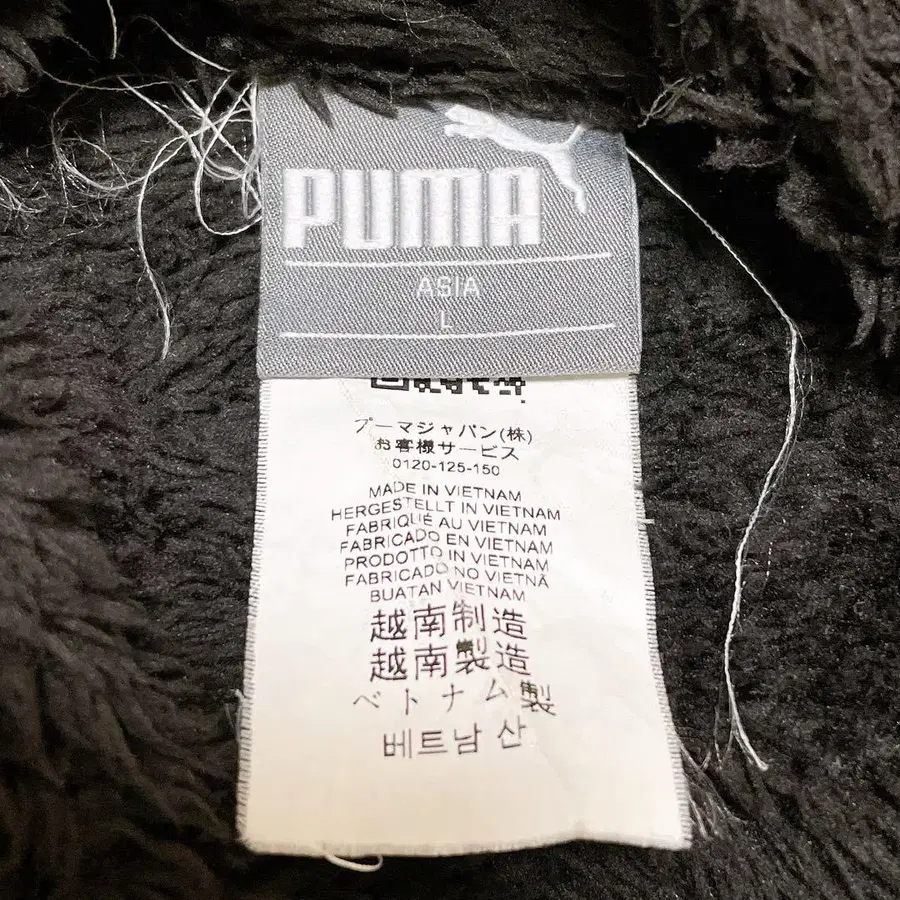 PUMA
ASIA
L
プーマジャパン(株)
お客様サービス
0120-125-150
MADE IN VIETNAM
HERGESTELLT IN VIETNAM
FABRIQUÉ AU VIETNAM
FABRICADO EN VIETNAM
PRODOTTO IN VIETNAM
FABRICADO NO VIETNÃ
BUATAN VIETNAM
越南制造
越南製造
ベトナム製
베트남 산